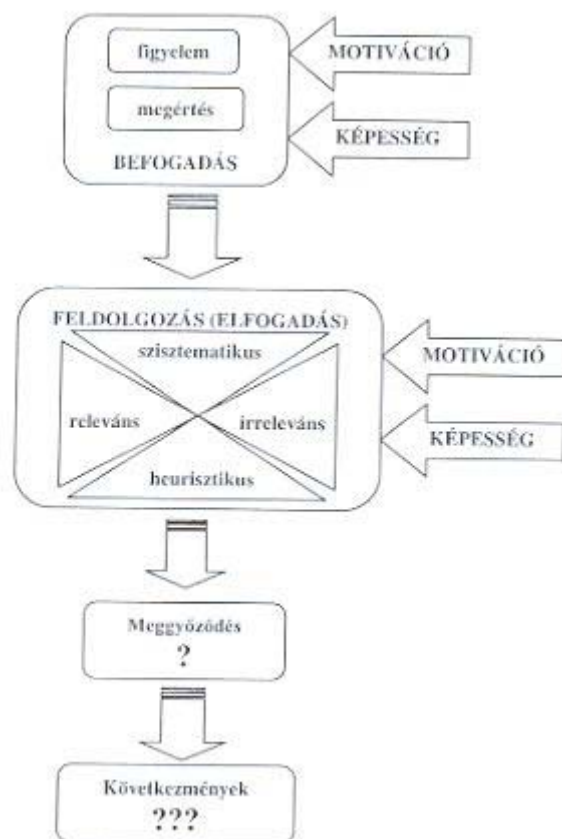 figyelem
MOTIVÁCIÓ
megértés
KÉPESSÉG
BEFOGADÁS
FELDOLGOZÁS (ELFOGADÁS)
szisztematikus
MOTIVÁCIÓ
releváns
irreleváns
KÉPESSÉG
heurisztikus
Meggyőződés
?
Következmények
???